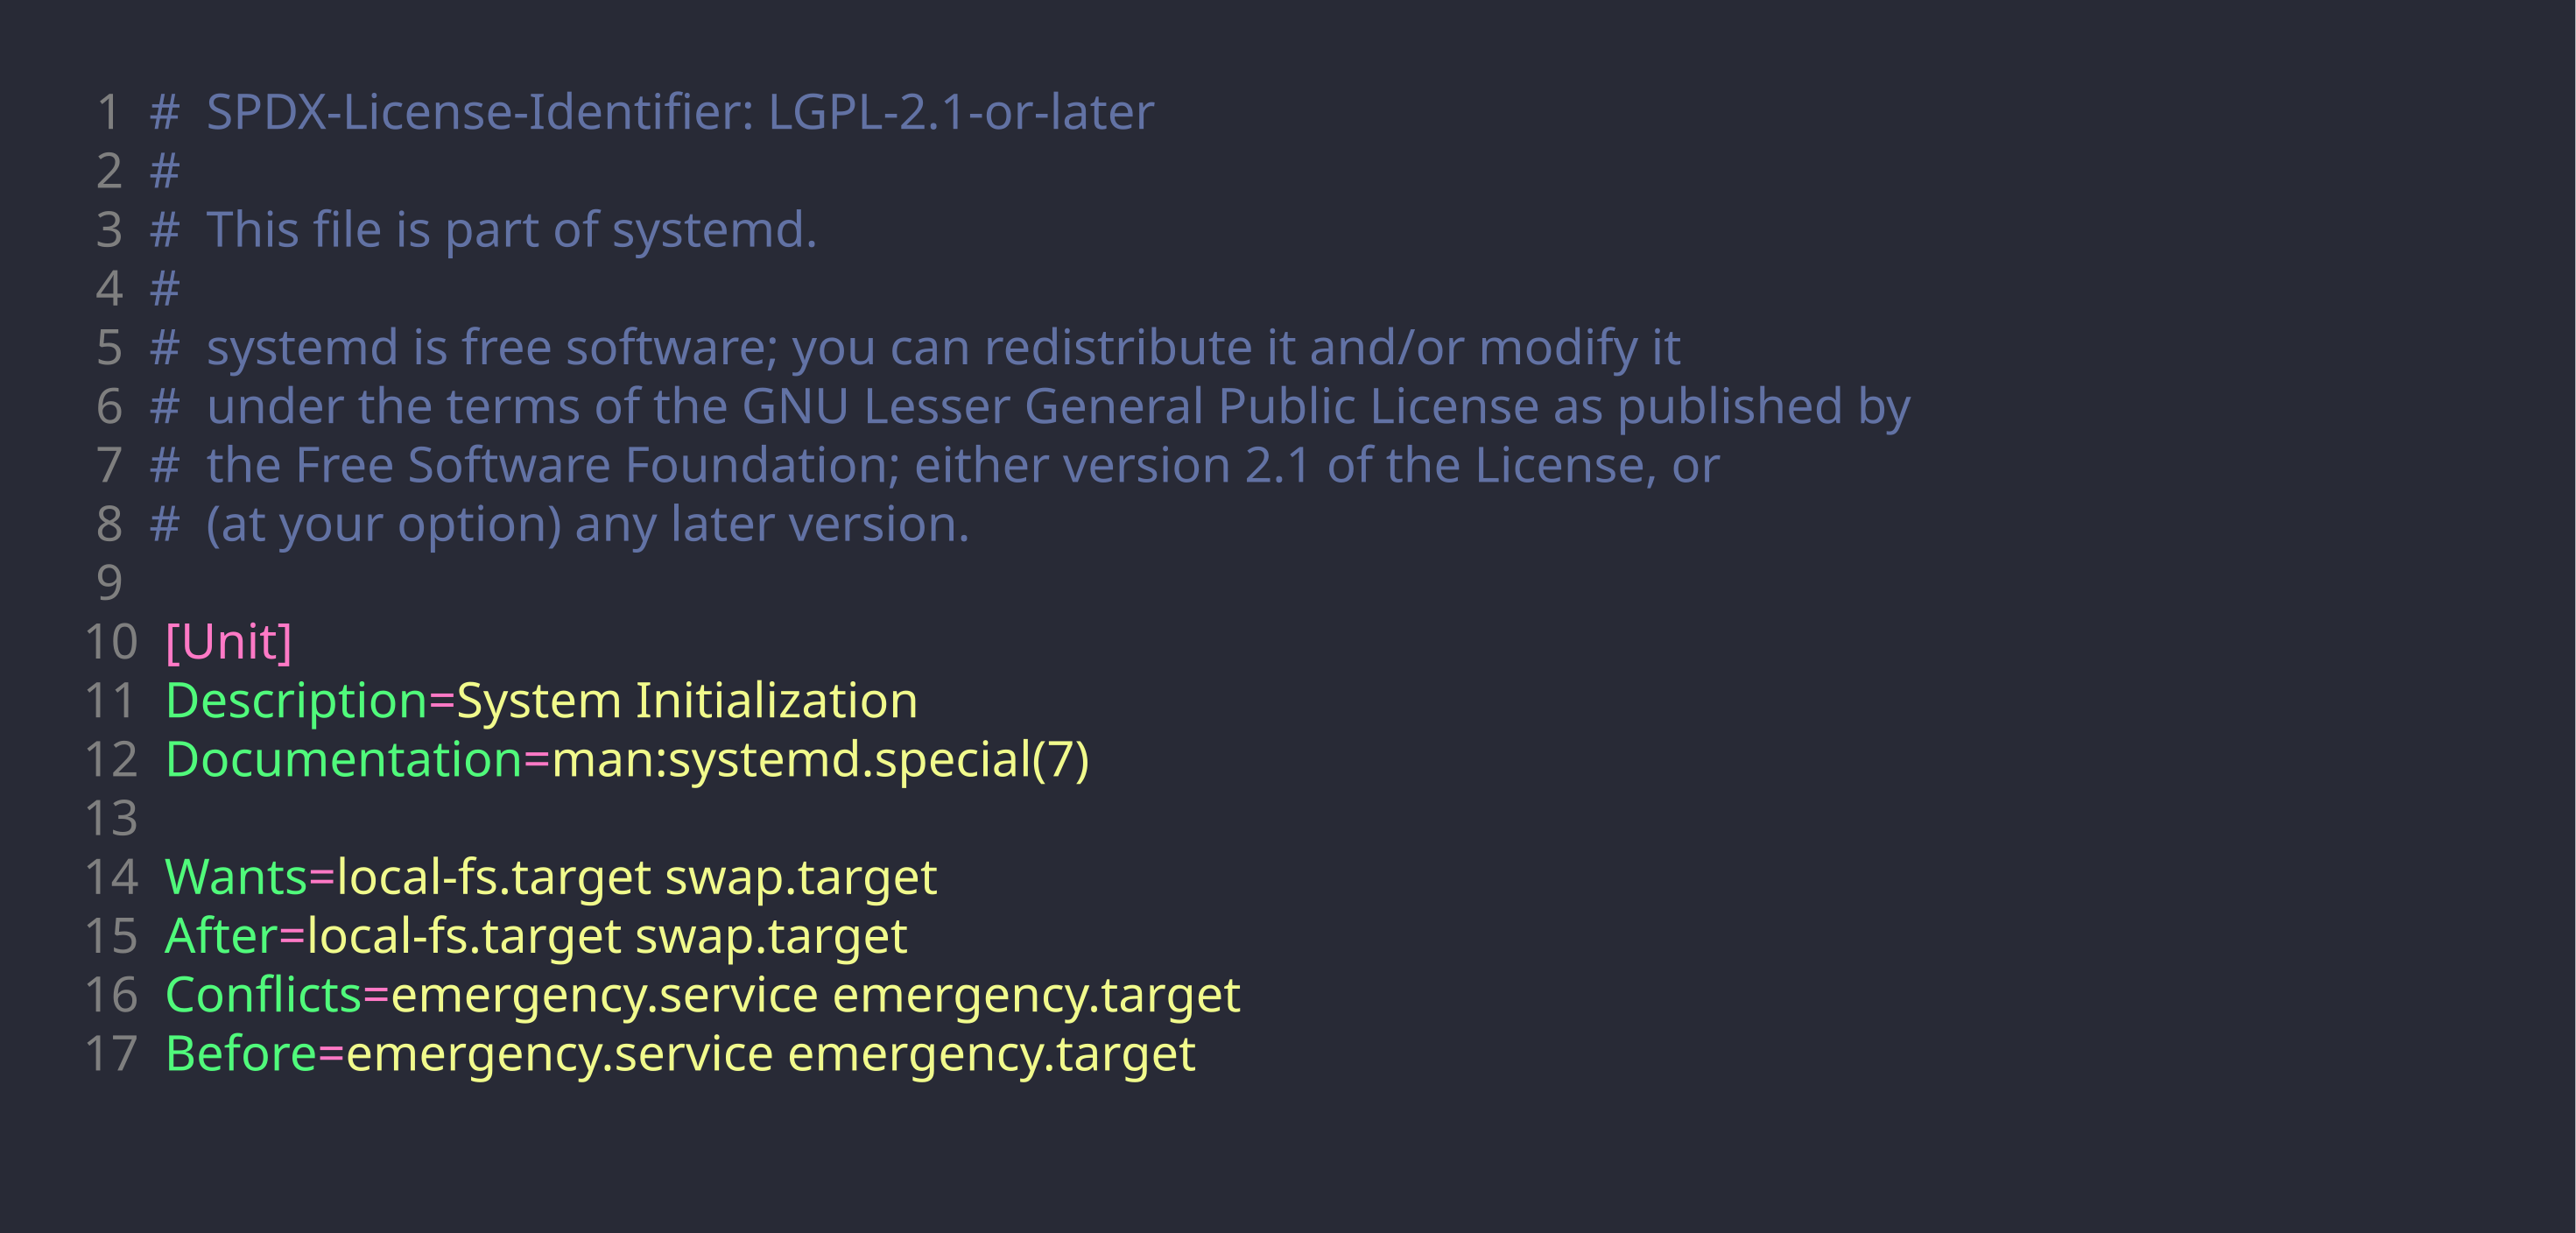 1 #  SPDX-License-Identifier: LGPL-2.1-or-later
2 #
3 #  This file is part of systemd.
4 #
5 #  systemd is free software; you can redistribute it and/or modify it
6 #  under the terms of the GNU Lesser General Public License as published by
7 #  the Free Software Foundation; either version 2.1 of the License, or
8 #  (at your option) any later version.
9
10 [Unit]
11 Description=System Initialization
12 Documentation=man:systemd.special(7)
13
14 Wants=local-fs.target swap.target
15 After=local-fs.target swap.target
16 Conflicts=emergency.service emergency.target
17 Before=emergency.service emergency.target